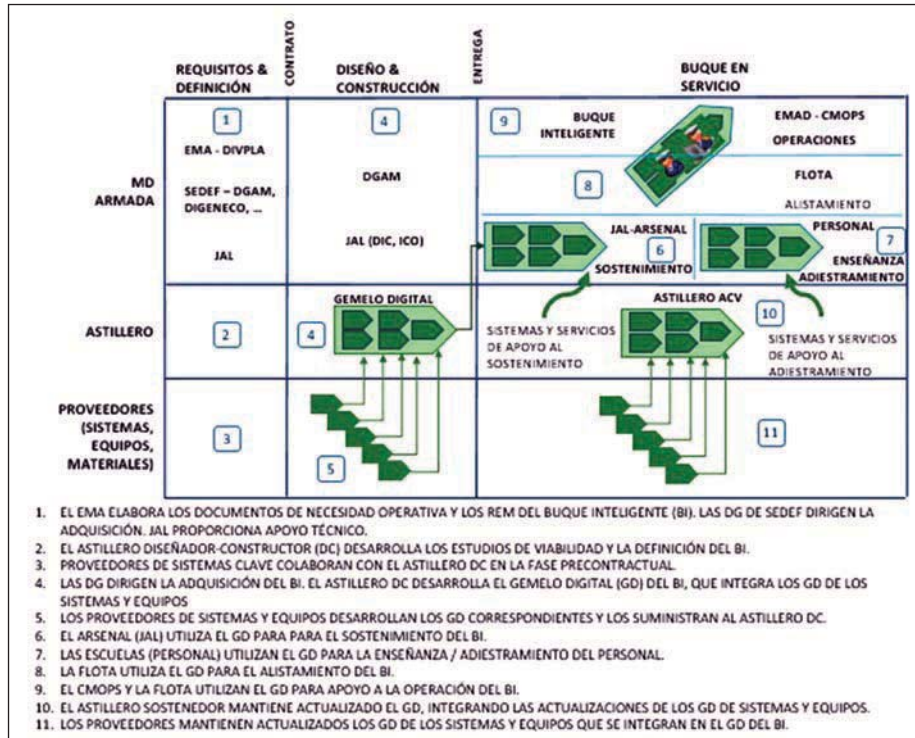 REQUISITOS &
DEFINICIÓN
CONTRATO
DISEÑO &
CONSTRUCCIÓN
ENTREGA
BUQUE EN
SERVICIO
MD
ARMADA
1
EMA - DIVPLA
SEDEF – DGAM,
DIGENECO, ...
JAL
4
DGAM
JAL (DIC, ICO)
9
BUQUE
INTELIGENTE
EMAD - CMOPS
OPERACIONES
8
FLOTA
ALISTAMIENTO
JAL-ARSENAL
6
SOSTENIMIENTO
PERSONAL
7
ENSEÑANZA
ADIESTRAMIENTO
ASTILLERO
2
4
GEMELO DIGITAL
SISTEMAS Y SERVICIOS
DE APOYO AL
SOSTENIMIENTO
ASTILLERO ACV
10
SISTEMAS Y SERVICIOS
DE APOYO AL
ADIESTRAMIENTO
PROVEEDORES
(SISTEMAS,
EQUIPOS,
MATERIALES)
3
5
11
1. EL EMA ELABORA LOS DOCUMENTOS DE NECESIDAD OPERATIVA Y LOS REM DEL BUQUE INTELIGENTE (BI). LAS DG DE SEDEF DIRIGEN LA
ADQUISICIÓN. JAL PROPORCIONA APOYO TÉCNICO.
2. EL ASTILLERO DISEÑADOR-CONSTRUCTOR (DC) DESARROLLA LOS ESTUDIOS DE VIABILIDAD Y LA DEFINICIÓN DEL BI.
3. PROVEEDORES DE SISTEMAS CLAVE COLABORAN CON EL ASTILLERO DC EN LA FASE PRECONTRACTUAL.
4. LAS DG DIRIGEN LA ADQUISICIÓN DEL BI. EL ASTILLERO DC DESARROLLA EL GEMELO DIGITAL (GD) DEL BI, QUE INTEGRA LOS GD DE LOS
SISTEMAS Y EQUIPOS
5. LOS PROVEEDORES DE SISTEMAS Y EQUIPOS DESARROLLAN LOS GD CORRESPONDIENTES Y LOS SUMINISTRAN AL ASTILLERO DC.
6. EL ARSENAL (JAL) UTILIZA EL GD PARA PARA EL SOSTENIMIENTO DEL BI.
7. LAS ESCUELAS (PERSONAL) UTILIZAN EL GD PARA LA ENSEÑANZA / ADIESTRAMIENTO DEL PERSONAL.
8. LA FLOTA UTILIZA EL GD PARA EL ALISTAMIENTO DEL BI.
9. EL CMOPS Y LA FLOTA UTILIZAN EL GD PARA APOYO A LA OPERACIÓN DEL BI.
10. EL ASTILLERO SOSTENEDOR MANTIENE ACTUALIZADO EL GD, INTEGRANDO LAS ACTUALIZACIONES DE LOS GD DE SISTEMAS Y EQUIPOS.
11. LOS PROVEEDORES MANTIENEN ACTUALIZADOS LOS GD DE LOS SISTEMAS Y EQUIPOS QUE SE INTEGRAN EN EL GD DEL BI.